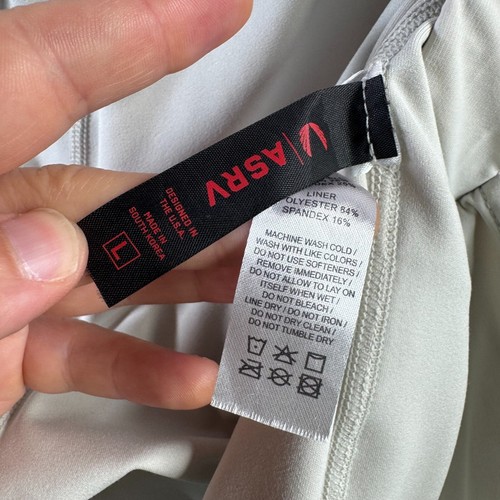 ASRV
DESIGNED IN
THE U.S.A.
MADE IN
SOUTH KOREA
L
LINER
OLYESTER 84%
SPANDEX 16%
MACHINE WASH COLD /
WASH WITH LIKE COLORS /
DO NOT USE SOFTENERS /
REMOVE IMMEDIATELY /
DO NOT ALLOW TO LAY ON
ITSELF WHEN WET /
DO NOT BLEACH /
LINE DRY / DO NOT IRON /
DO NOT DRY CLEAN /
DO NOT TUMBLE DRY